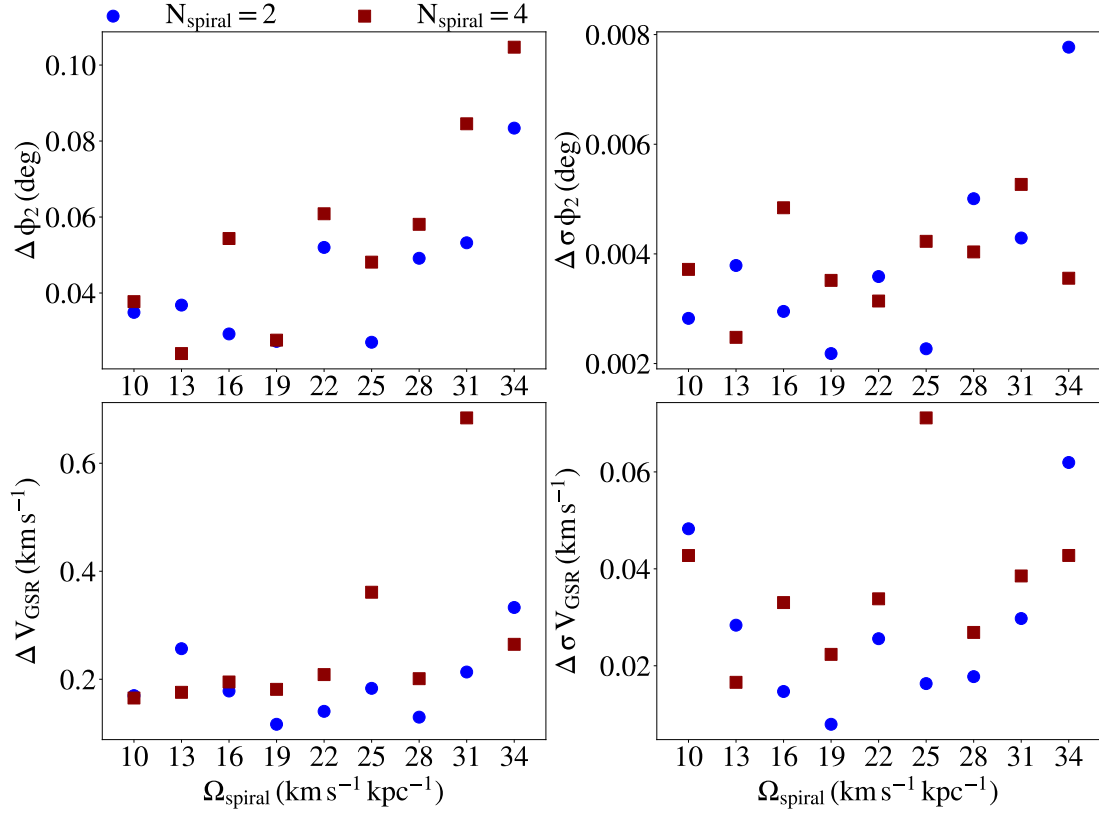 N_spiral = 2 N_spiral = 4
Δ ϕ₂ (deg)
0.10
0.08
0.06
0.04
10 13 16 19 22 25 28 31 34
Δ σ ϕ₂ (deg)
0.008
0.006
0.004
0.002
10 13 16 19 22 25 28 31 34
Δ V_GSR (km s⁻¹)
0.6
0.4
0.2
10 13 16 19 22 25 28 31 34
Ω_spiral (km s⁻¹ kpc⁻¹)
Δ σ V_GSR (km s⁻¹)
0.06
0.04
0.02
10 13 16 19 22 25 28 31 34
Ω_spiral (km s⁻¹ kpc⁻¹)